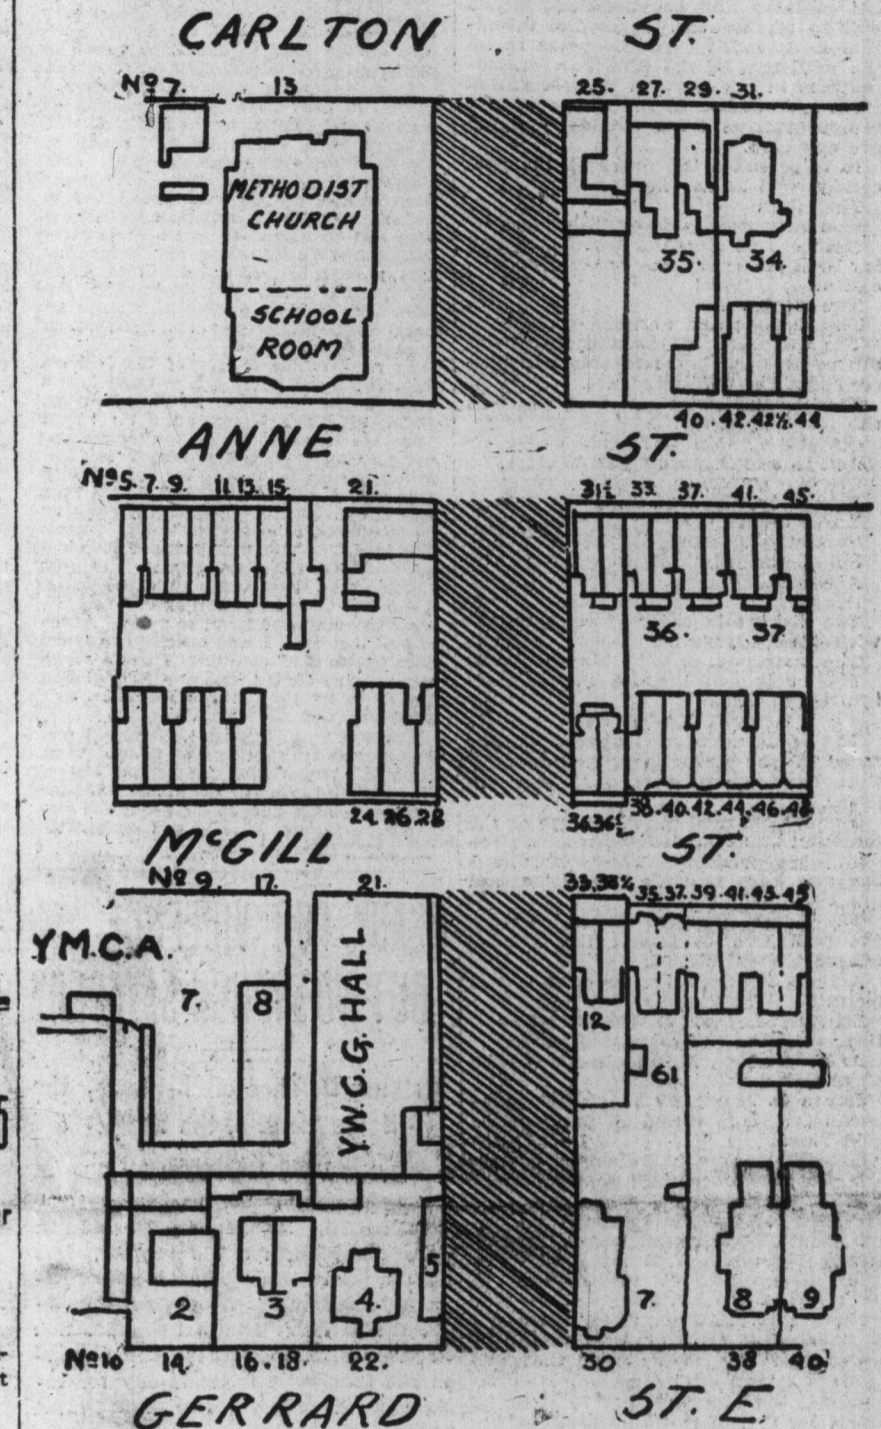 CARLTON ST.
No 7. 13 25. 27. 29. 31.
METHODIST
CHURCH
35. 34.
SCHOOL
ROOM
40. 42. 42½. 44
ANNE ST.
No 5. 7. 9. 11. 13. 15. 21. 31½ 33. 37. 41. 45.
36. 37
24. 26. 28 36. 36½ 38. 40. 42. 44. 46. 48
McGILL ST.
No 9. 17. 21. 33. 33½ 35. 37. 39. 41. 43. 45
Y.M.C.A.
7. 8 Y.W.C.G. HALL
12
61
5
2 3 4. 7. 8 9
No 10 14. 16. 18. 22. 30 38 40
GERRARD ST. E.